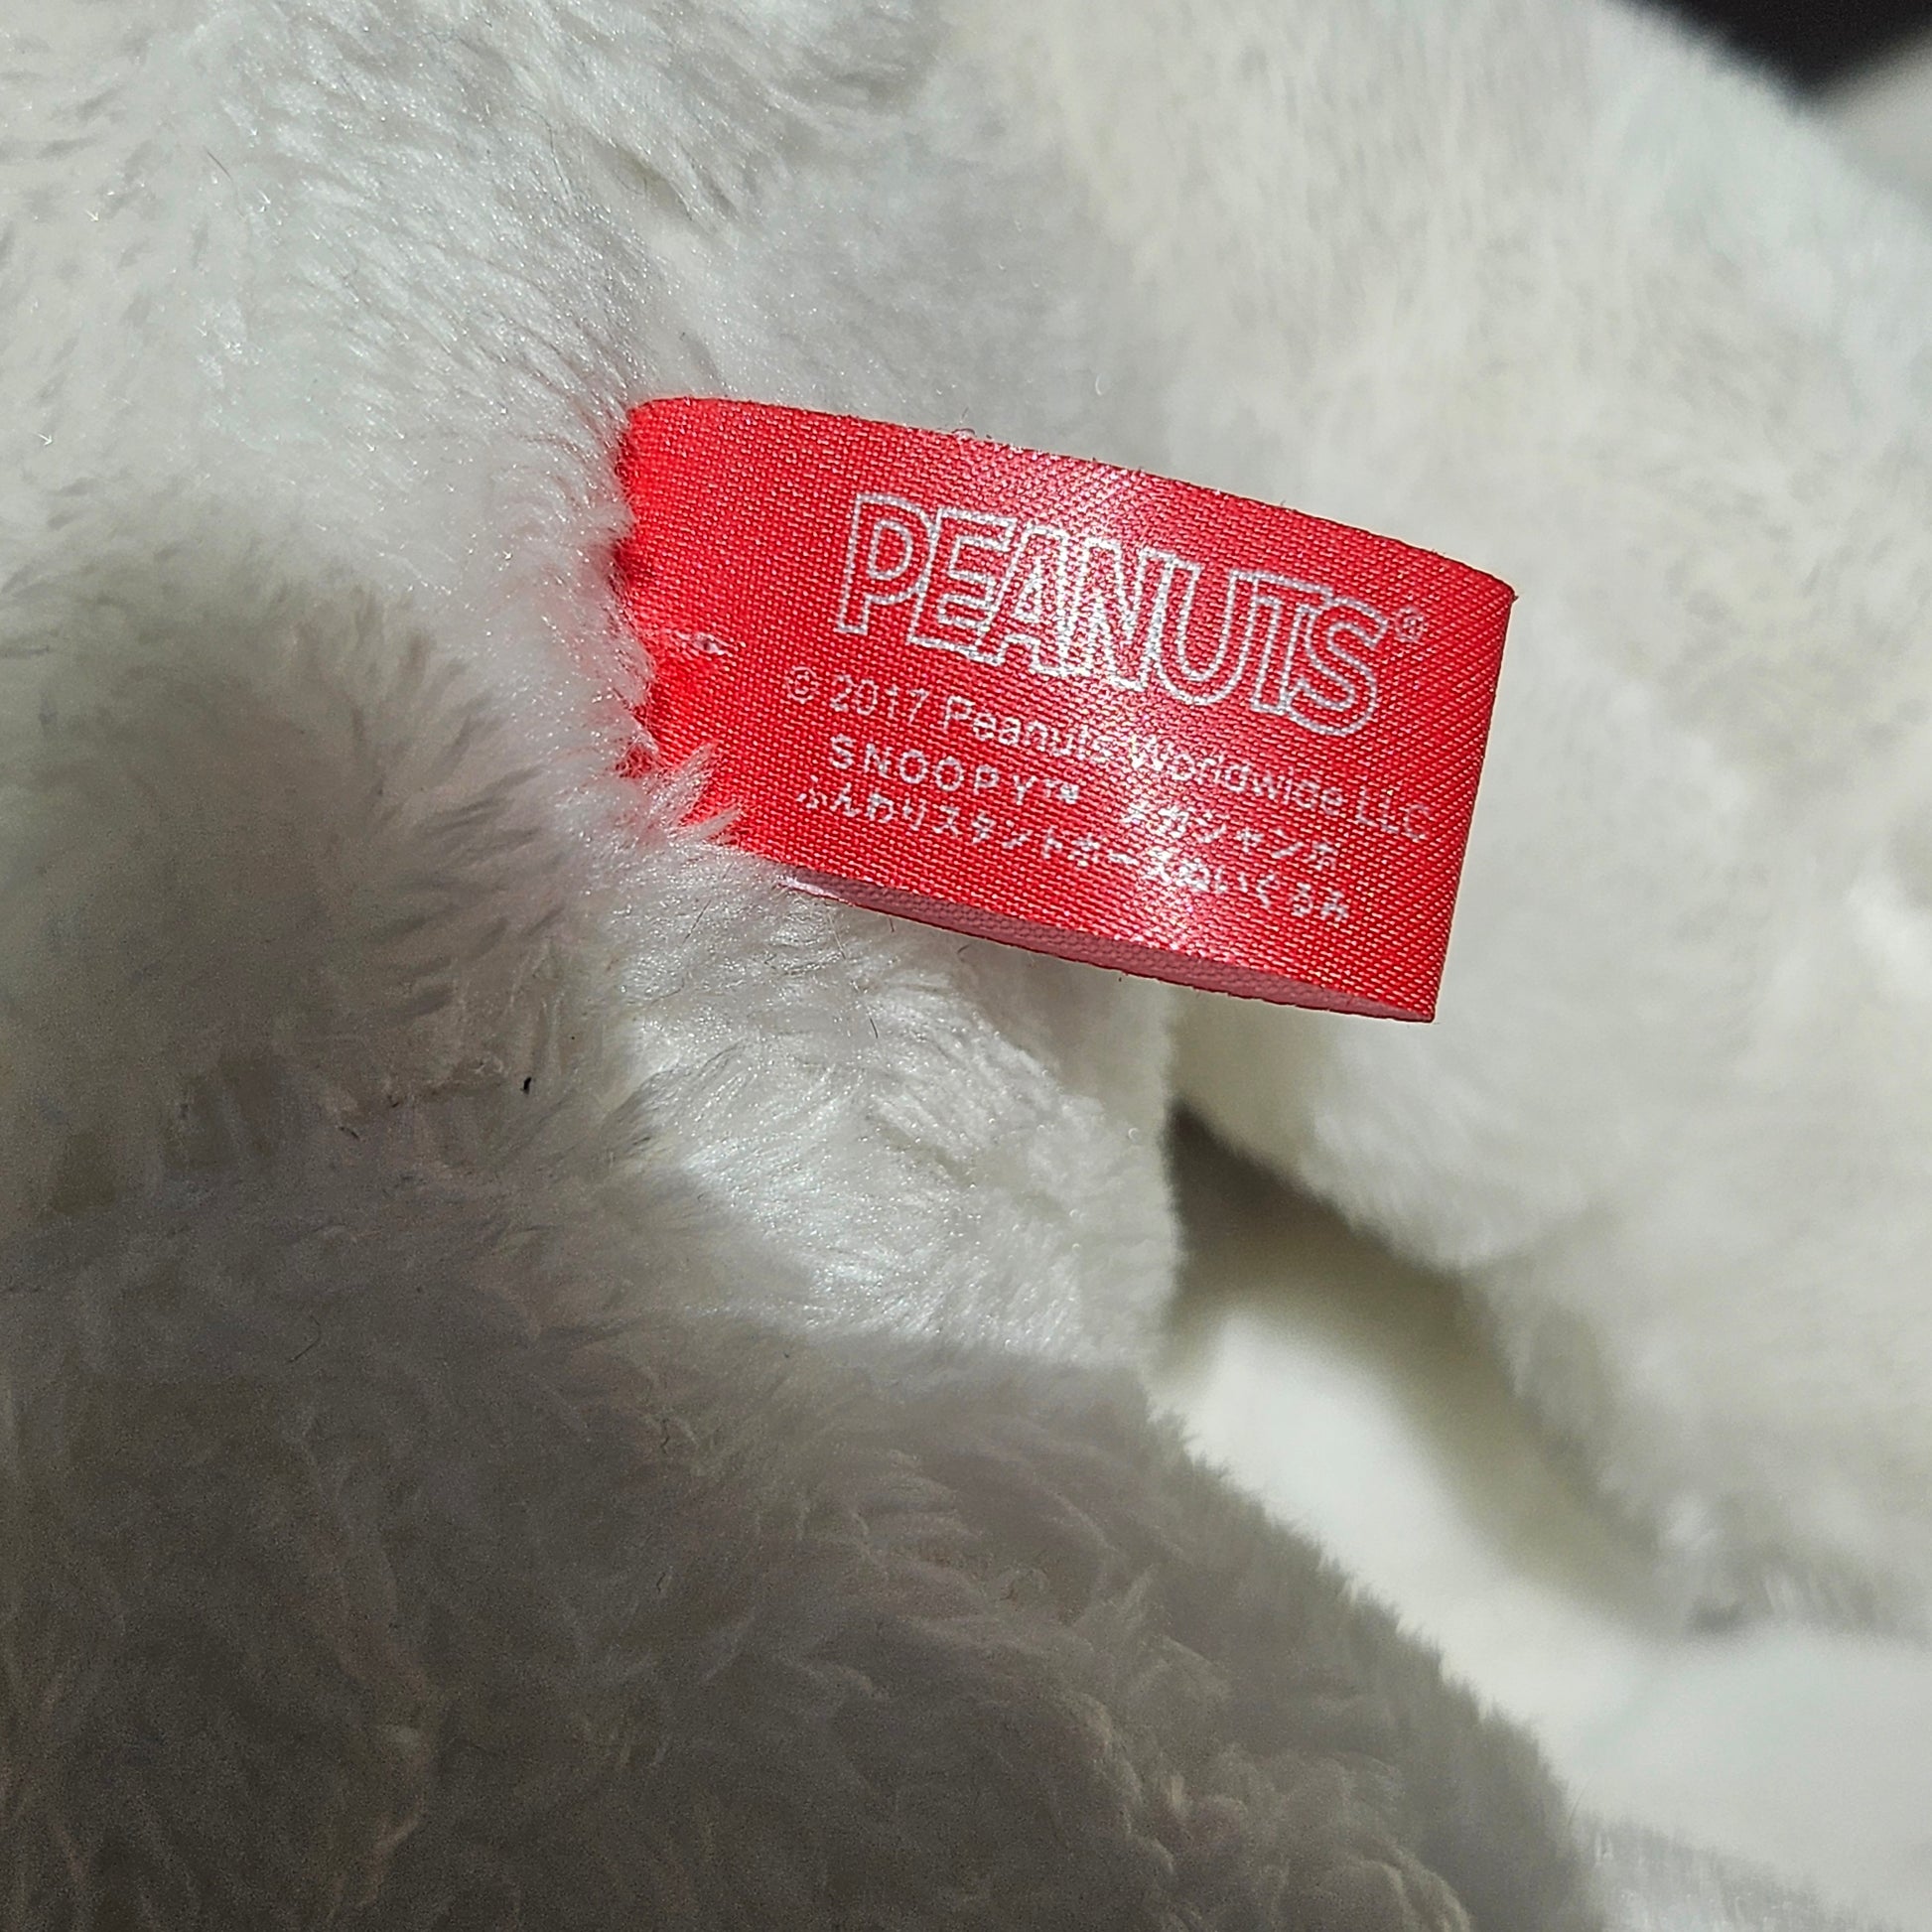 PEANUTS®
© 2017 Peanuts Worldwide LLC
SNOOPY™ メガジャンボ
ふんわりスタントポーズぬいぐるみ